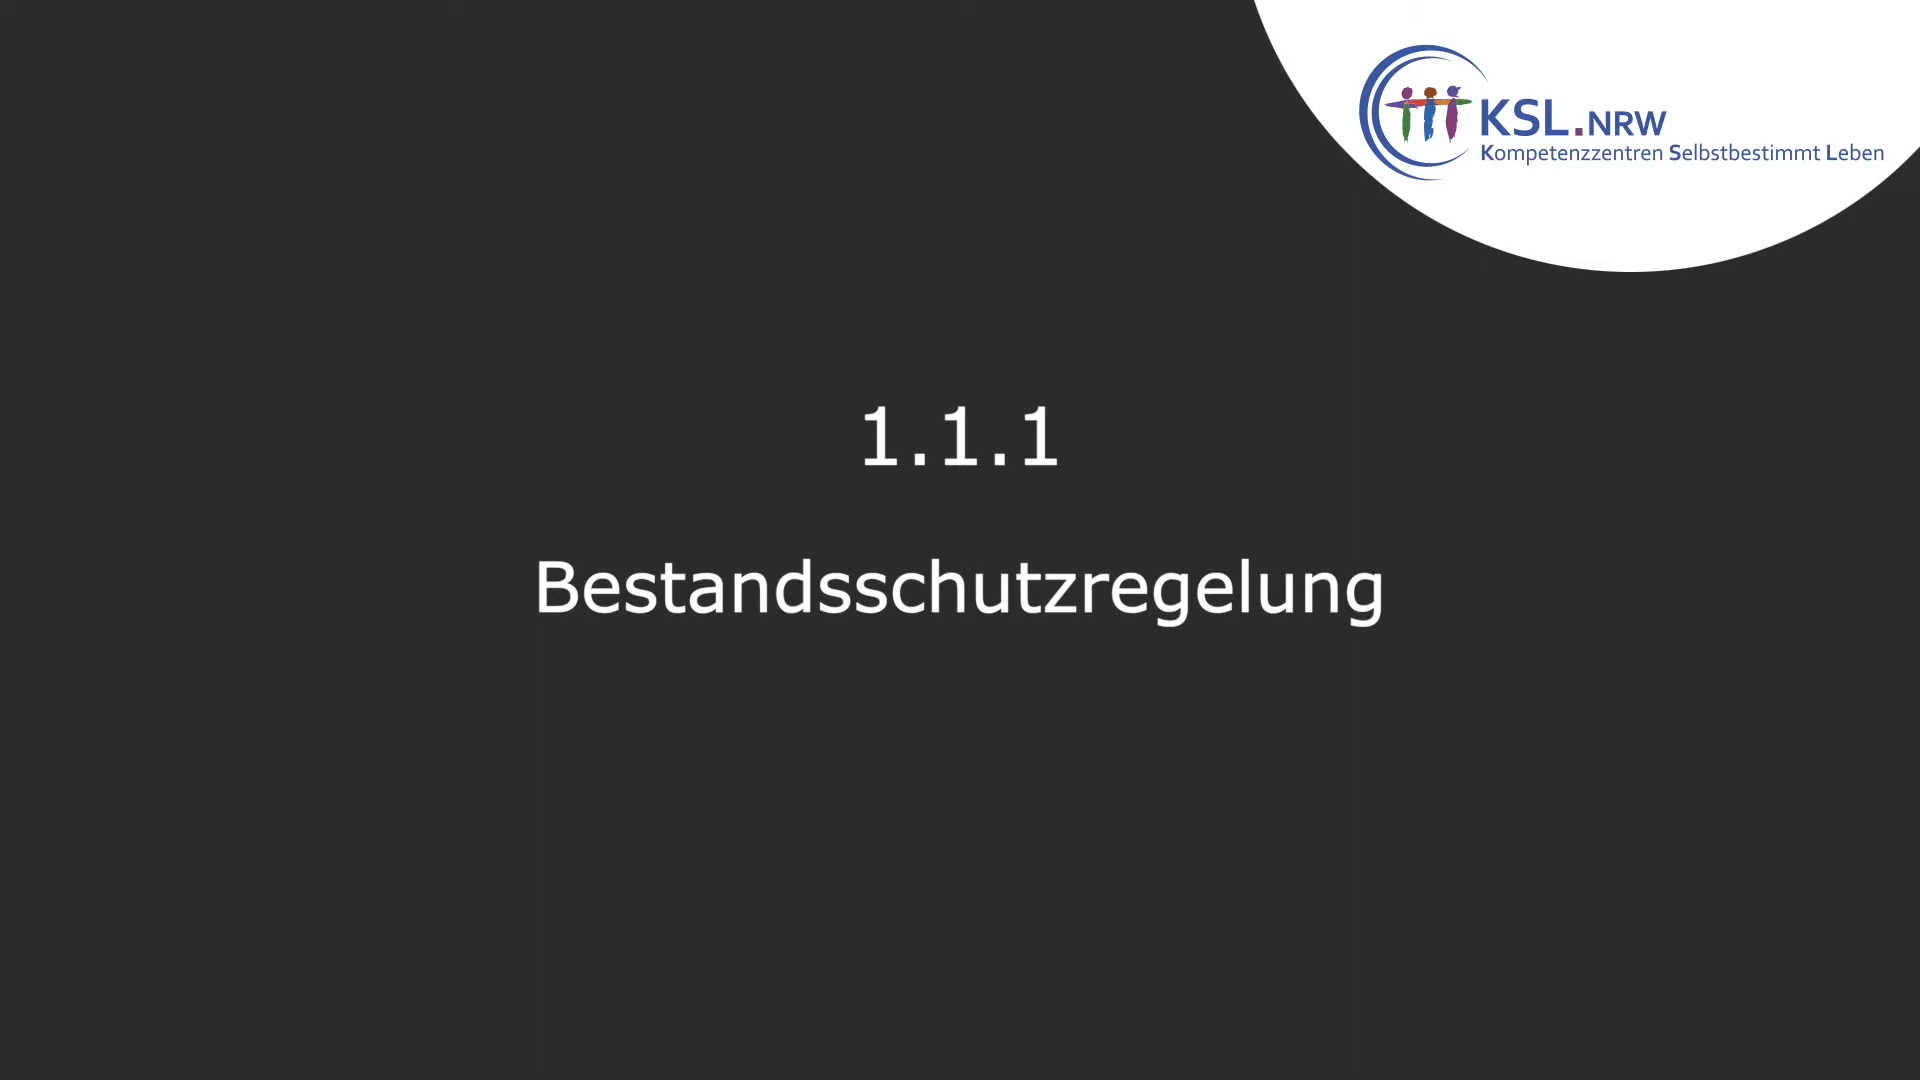 KSL.NRW
Kompetenzzentren Selbstbestimmt Leben
1.1.1
Bestandsschutzregelung